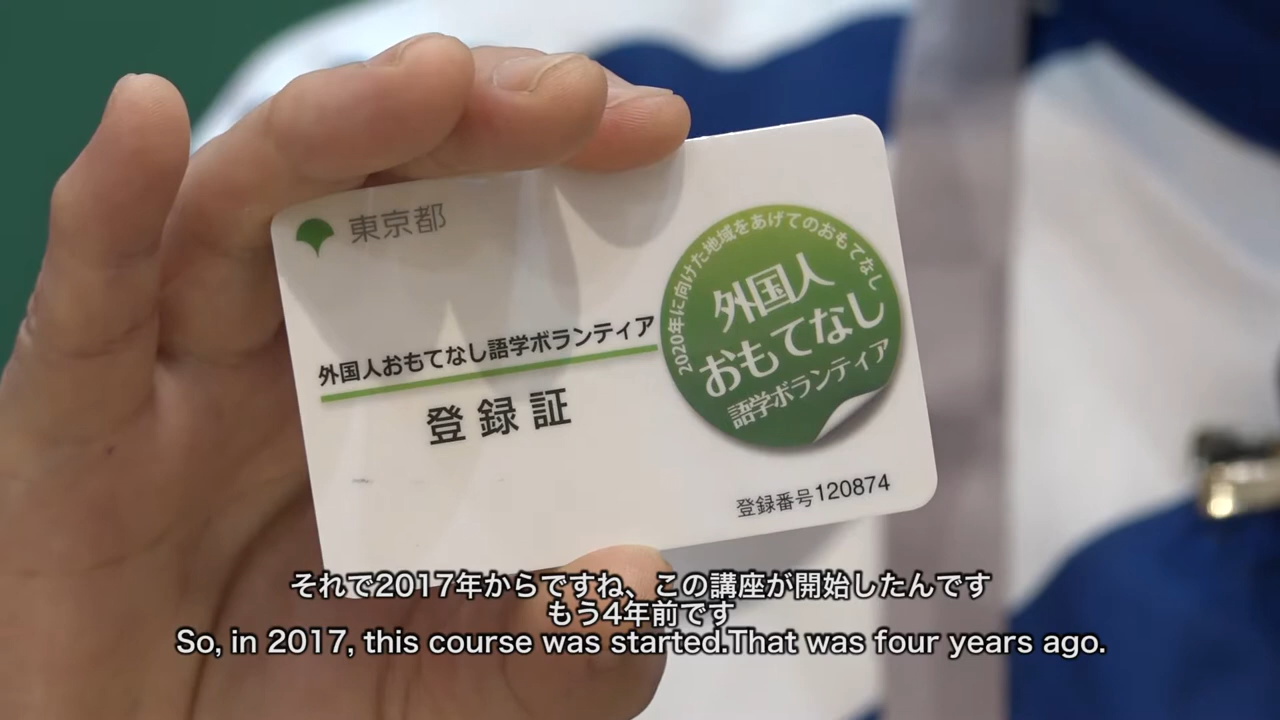 東京都
外国人おもてなし語学ボランティア
登録証
2020年に向けた地域をあげてのおもてなし
外国人
おもてなし
語学ボランティア
登録番号120874
それで2017年からですね、この講座が開始したんです
もう4年前です
So, in 2017, this course was started.That was four years ago.